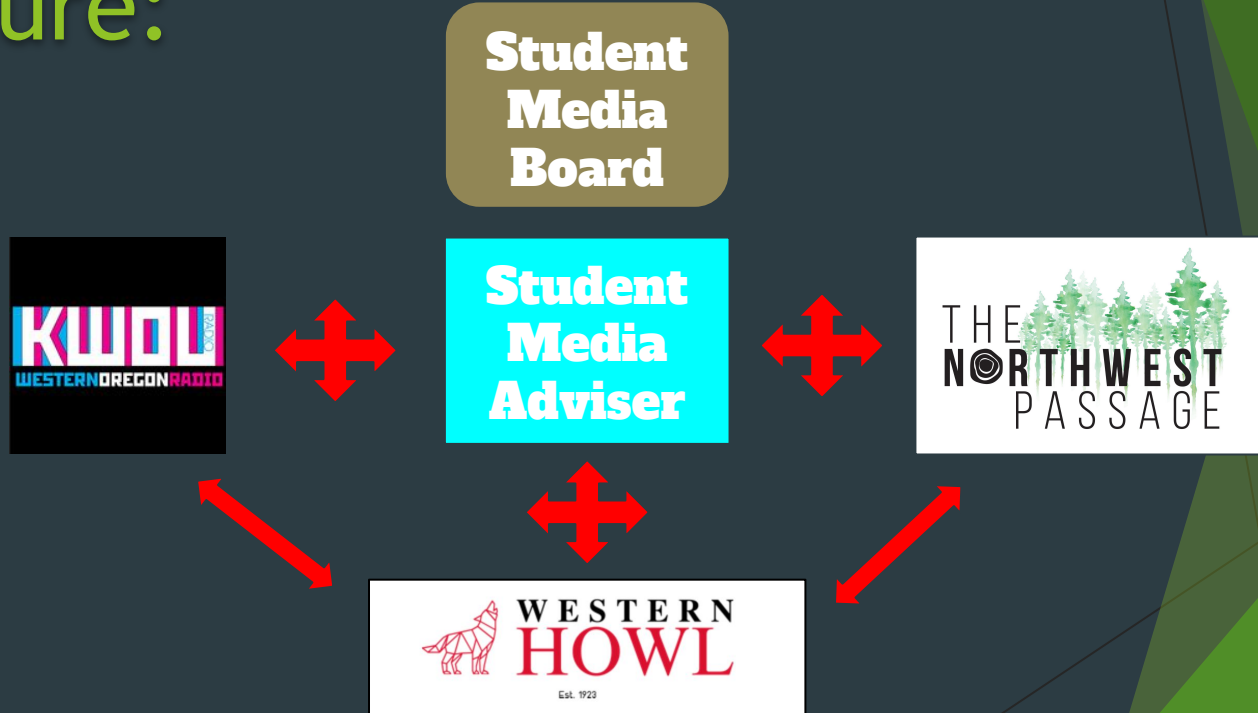 ure:
Student
Media
Board
KWOU
RADIO
WESTERNOREGONRADIO
Student
Media
Adviser
THE
NORTHWEST
PASSAGE
WESTERN
HOWL
Est. 1923